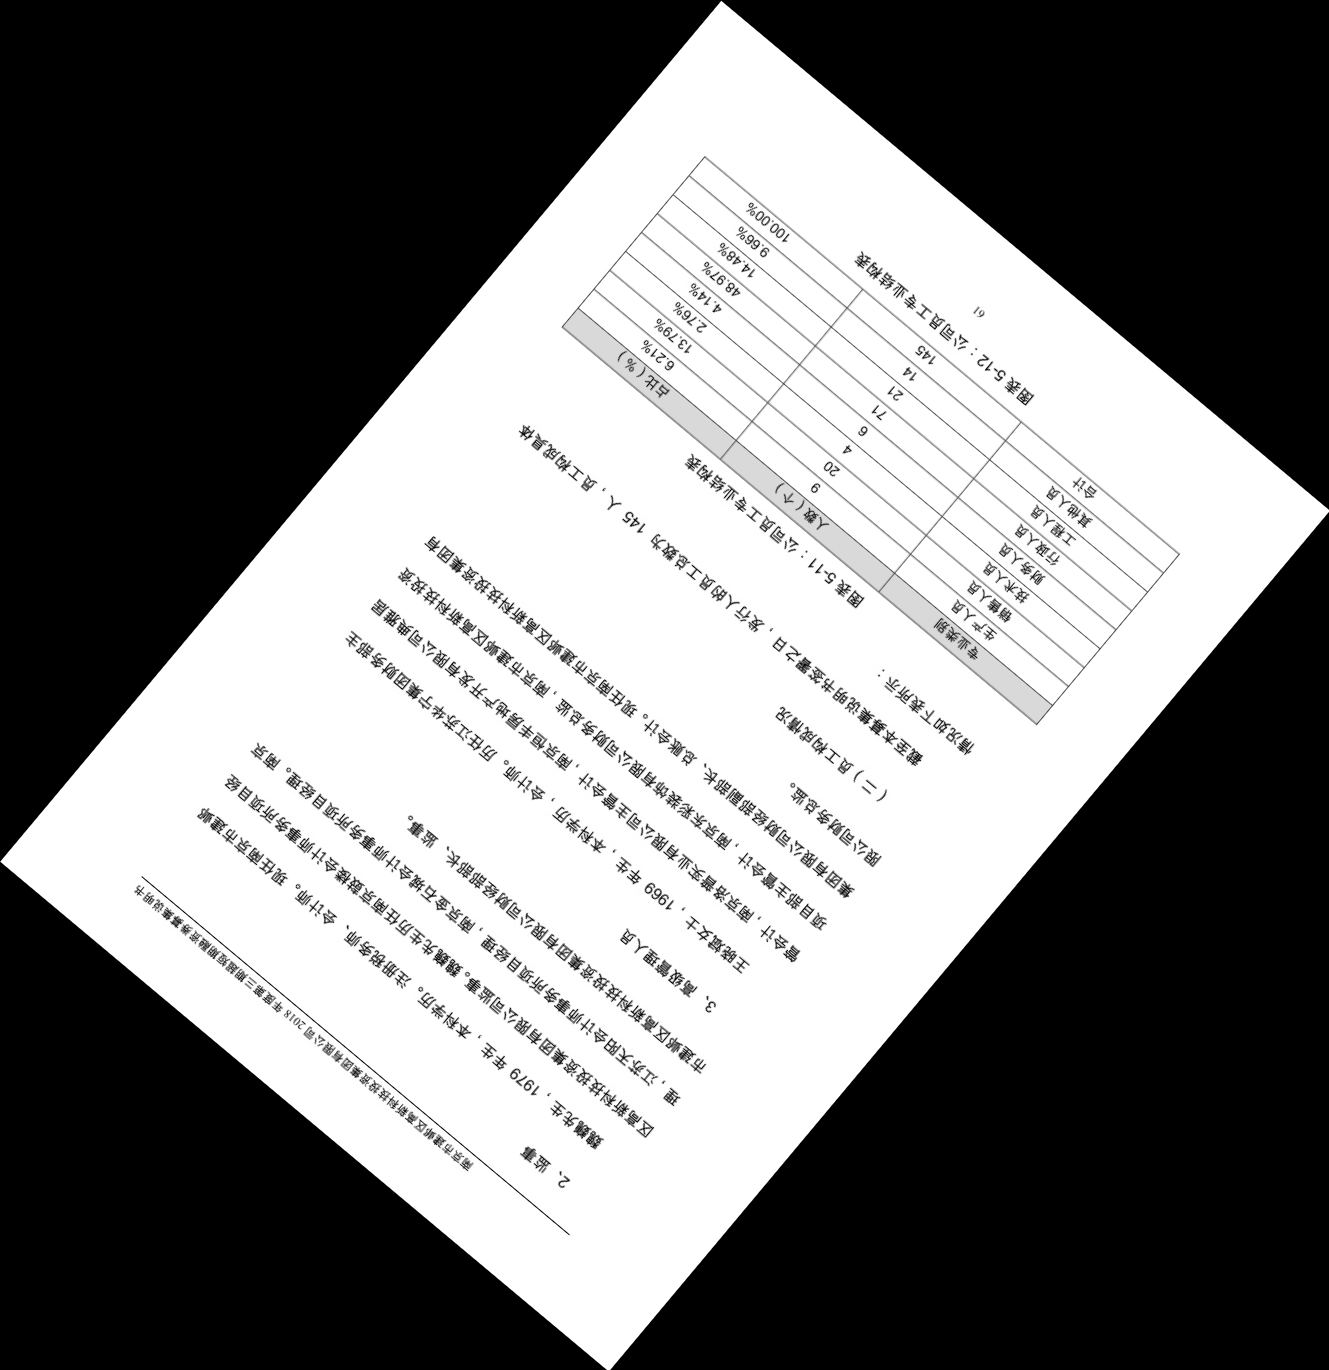 南京市建邺区高新科技投资集团有限公司 2018 年度第三期超短期融资券募集说明书
2、监事
魏巍先生，1979 年生，本科学历。注册税务师、会计师。现任南京市建邺
区高新科技投资集团有限公司监事。魏巍先生历任南京鼓楼会计师事务所项目经
理，江苏天阳会计师事务所项目经理，南京金石城会计师事务所项目经理。南京
市建邺区高新科技投资集团有限公司财经部部长、监事。
3、高级管理人员
王晓女士，1969 年生，本科学历，会计师。历任江苏华宁集团财务部主
管会计，南京洛普实业有限公司主管会计，南京恒丰房地产开发有限公司典雅居
项目部主管会计，南京东彩装饰有限公司财务总监，南京市建邺区高新科技投资
集团有限公司财经部副部长、总账会计。现任南京市建邺区高新科技投资集团有
限公司财务总监。
（二）员工构成情况
截至本募集说明书签署之日，发行人的员工总数为 145 人，员工构成具体
情况如下表所示：
图表 5-11：公司员工专业结构表
专业类别 人数（个） 占比（%）
生产人员 9 6.21%
销售人员 20 13.79%
技术人员 4 2.76%
财务人员 6 4.14%
行政人员 71 48.97%
工程人员 21 14.48%
其他人员 14 9.66%
合计 145 100.00%
图表 5-12：公司员工专业结构表
61